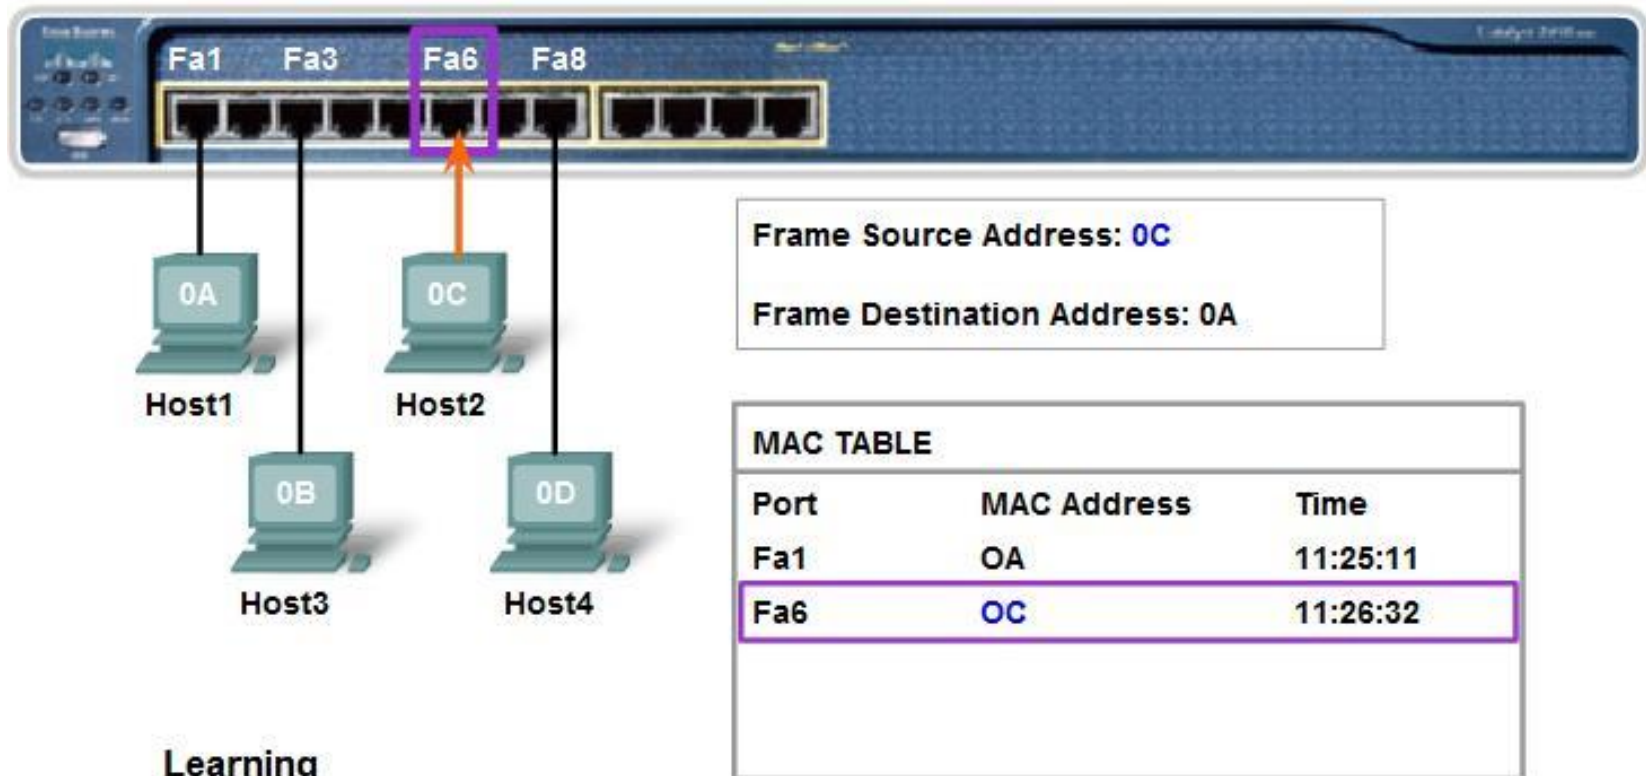 Fa1 Fa3 Fa6 Fa8
Frame Source Address: 0C
Frame Destination Address: 0A
0A
0C
Host1
Host2
0B
0D
Host3
Host4
MAC TABLE
Port MAC Address Time
Fa1 OA 11:25:11
Fa6 OC 11:26:32
Learning